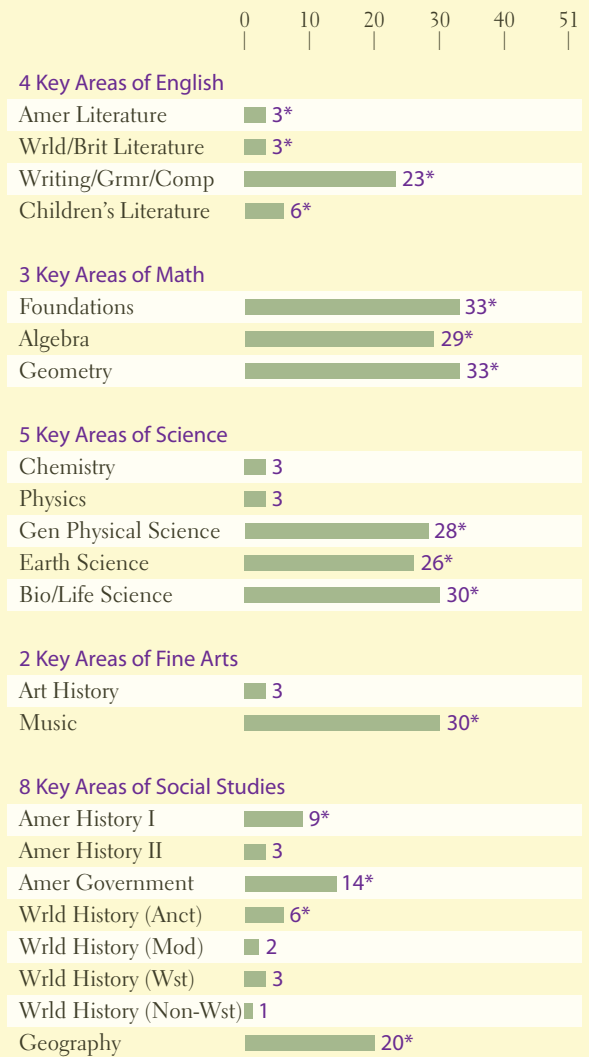 0 10 20 30 40 51
4 Key Areas of English
Amer Literature 3*
Wrld/Brit Literature 3*
Writing/Grmr/Comp 23*
Children's Literature 6*
3 Key Areas of Math
Foundations 33*
Algebra 29*
Geometry 33*
5 Key Areas of Science
Chemistry 3
Physics 3
Gen Physical Science 28*
Earth Science 26*
Bio/Life Science 30*
2 Key Areas of Fine Arts
Art History 3
Music 30*
8 Key Areas of Social Studies
Amer History I 9*
Amer History II 3
Amer Government 14*
Wrld History (Anct) 6*
Wrld History (Mod) 2
Wrld History (Wst) 3
Wrld History (Non-Wst) 1
Geography 20*